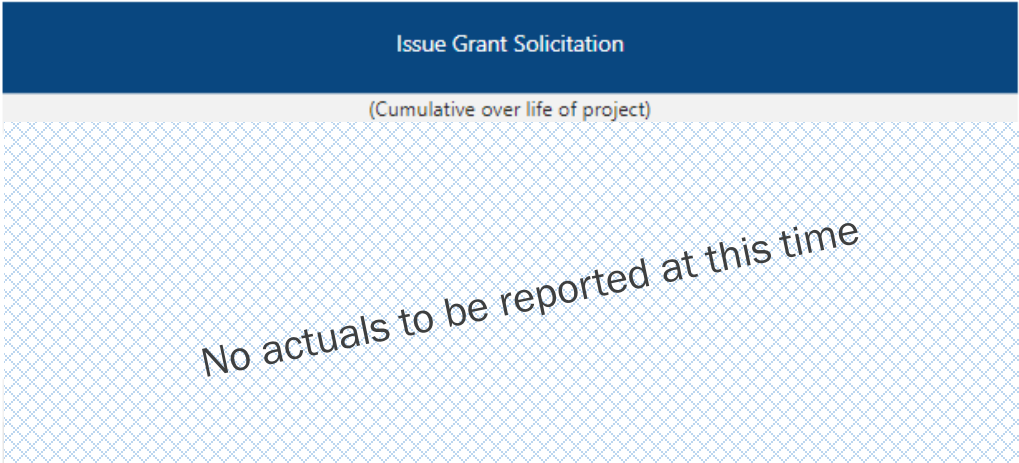 Issue Grant Solicitation
(Cumulative over life of project)
No actuals to be reported at this time